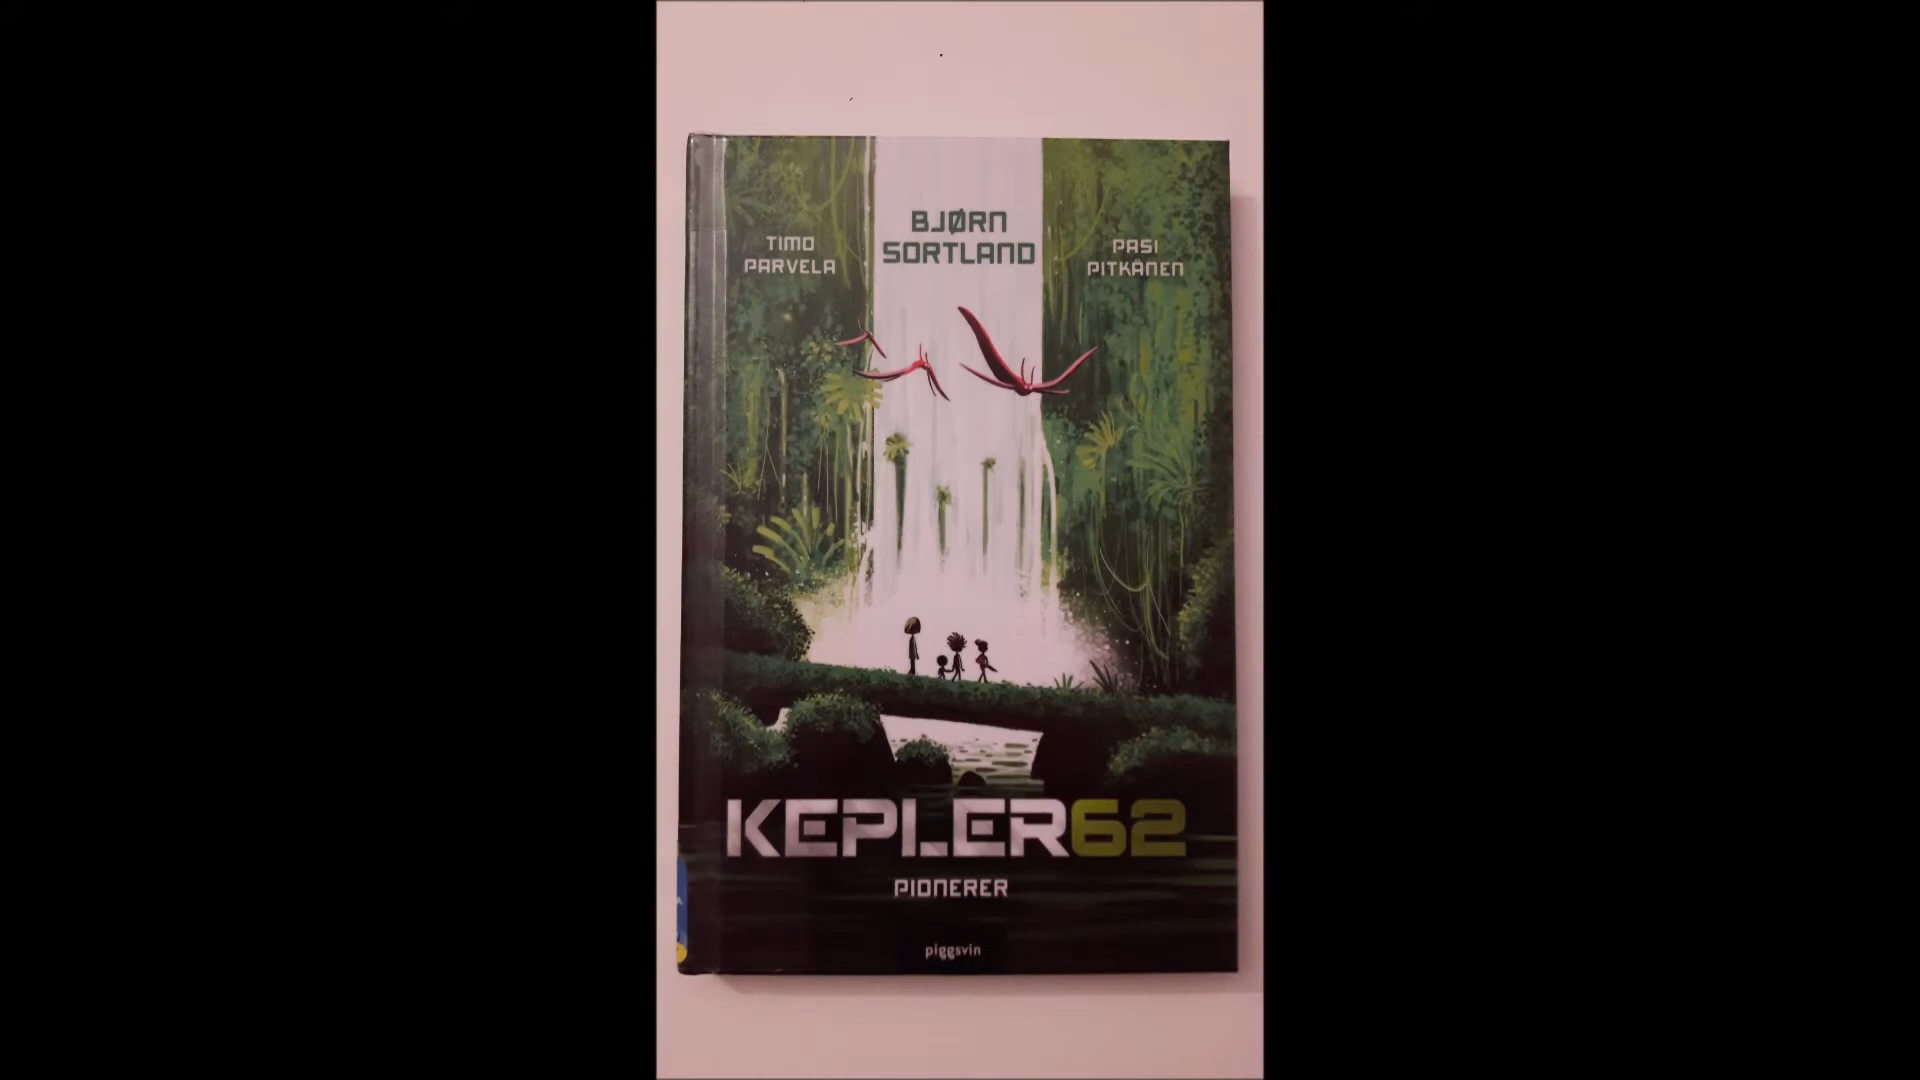 BJØRN
SORTLAND
TIMO
PARVELA
PASI
PITKÄNEN
KEPLER62
PIONERER
piggsvin